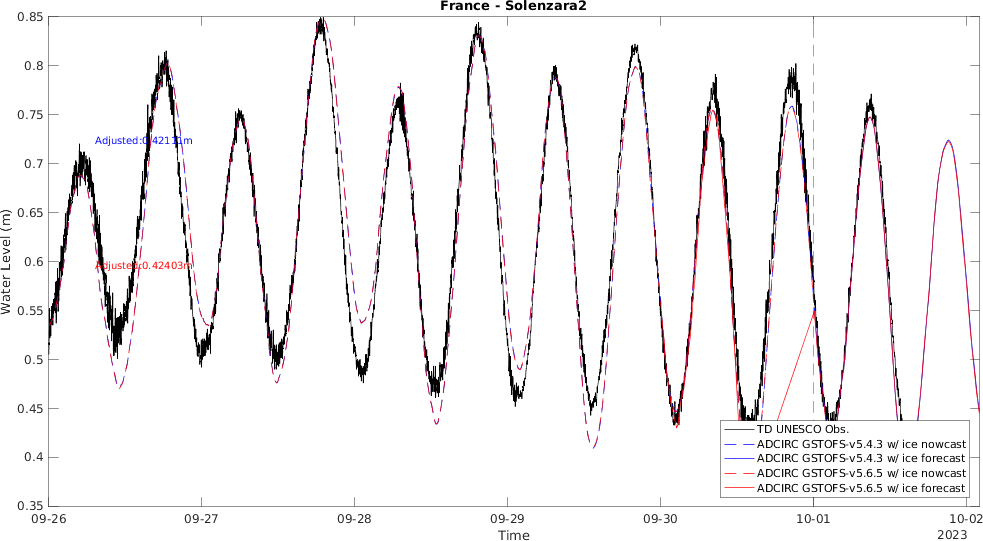 France - Solenzara2
0.85
0.8
0.75
0.7
0.65
0.6
0.55
0.5
0.45
0.4
0.35
Water Level (m)
Adjusted:0.42403m
TD UNESCO Obs.
ADCIRC GSTOFS-v5.4.3 w/ ice nowcast
ADCIRC GSTOFS-v5.4.3 w/ ice forecast
ADCIRC GSTOFS-v5.6.5 w/ ice nowcast
ADCIRC GSTOFS-v5.6.5 w/ ice forecast
09-26
09-27
09-28
09-29
09-30
10-01
10-02
Time
2023